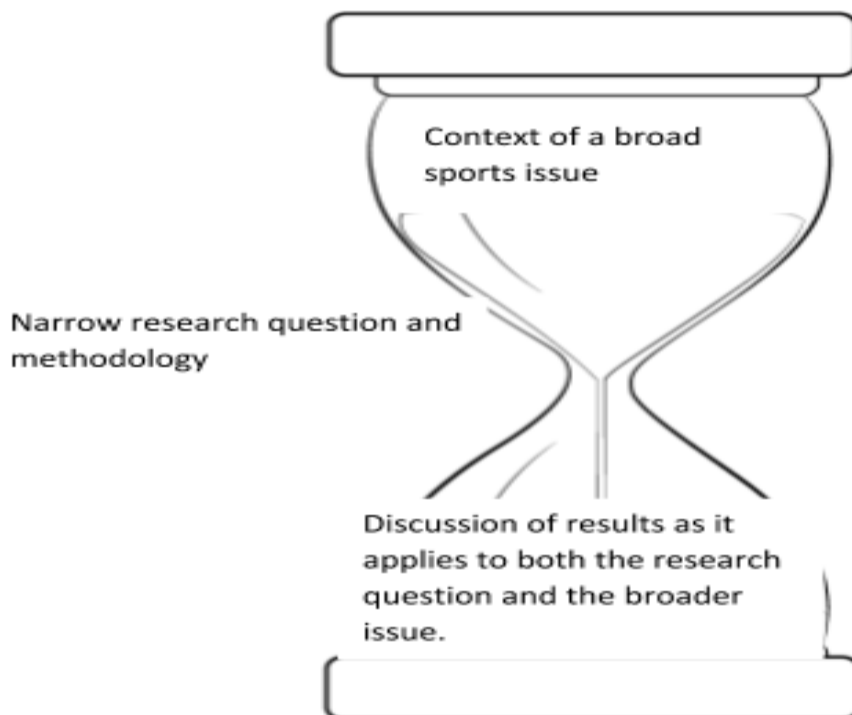 Context of a broad
sports issue
Narrow research question and
methodology
Discussion of results as it
applies to both the research
question and the broader
issue.